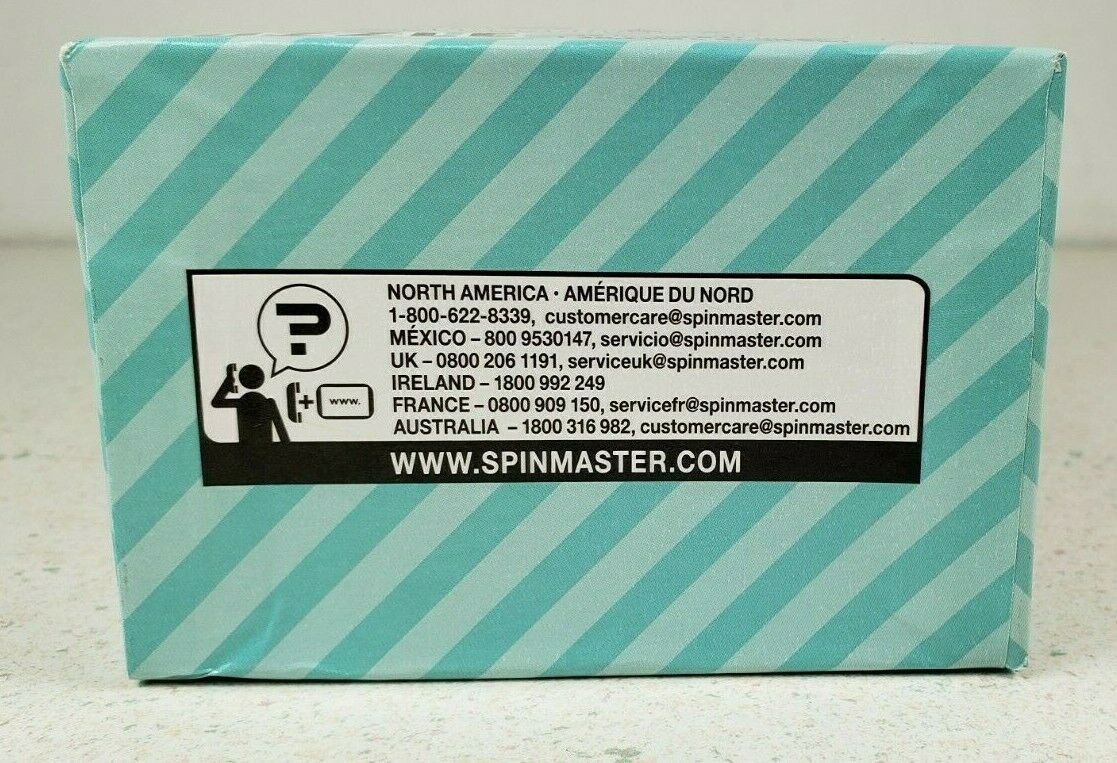 NORTH AMERICA · AMÉRIQUE DU NORD
1-800-622-8339, customercare@spinmaster.com
MÉXICO – 800 9530147, servicio@spinmaster.com
UK – 0800 206 1191, serviceuk@spinmaster.com
IRELAND – 1800 992 249
FRANCE – 0800 909 150, servicefr@spinmaster.com
AUSTRALIA – 1800 316 982, customercare@spinmaster.com
?
+ www.
WWW.SPINMASTER.COM